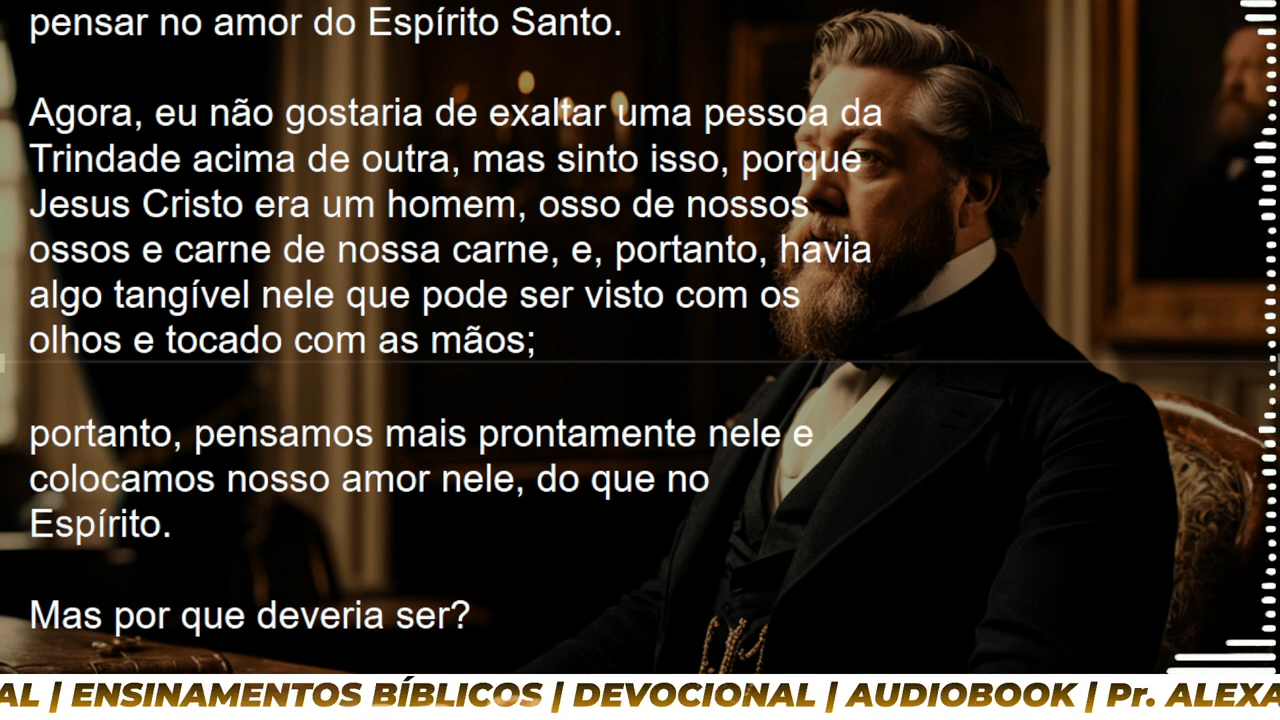 pensar no amor do Espírito Santo.
Agora, eu não gostaria de exaltar uma pessoa da
Trindade acima de outra, mas sinto isso, porque
Jesus Cristo era um homem, osso de nossos
ossos e carne de nossa carne, e, portanto, havia
algo tangível nele que pode ser visto com os
olhos e tocado com as mãos;
portanto, pensamos mais prontamente nele e
colocamos nosso amor nele, do que no
Espírito.
Mas por que deveria ser?
AL | ENSINAMENTOS BÍBLICOS | DEVOCIONAL | AUDIOBOOK | Pr. ALEXA